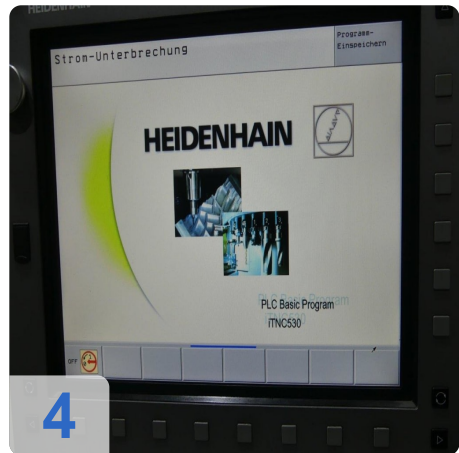 HEIDENHAIN
Strom-Unterbrechung
Programm-
Einspeichern
HEIDENHAIN
PLC Basic Program
iTNC530
OFF
4